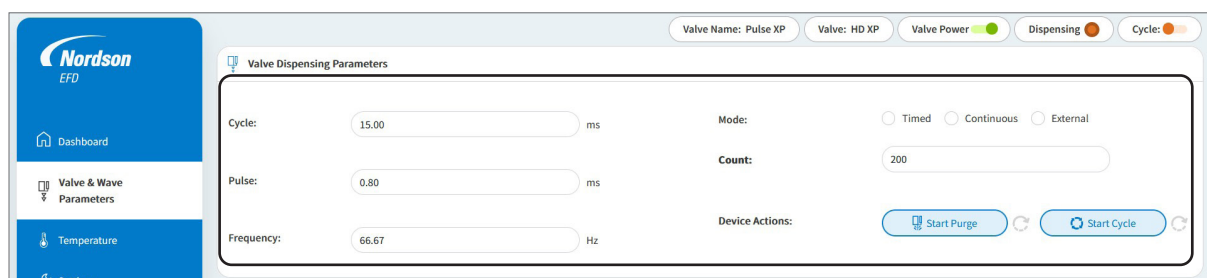 Valve Name: Pulse XP
Valve: HD XP
Valve Power
Dispensing
Cycle:
Nordson
EFD
Valve Dispensing Parameters
Dashboard
Valve & Wave
Parameters
Temperature
Cycle:
15.00
ms
Pulse:
0.80
ms
Frequency:
66.67
Hz
Mode:
Timed
Continuous
External
Count:
200
Device Actions:
Start Purge
Start Cycle